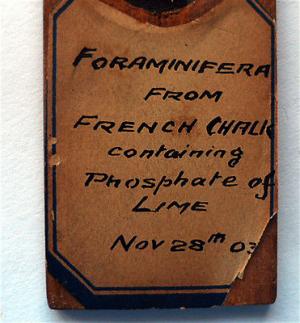 FORAMINIFERA
FROM
FRENCH CHALK
containing
Phosphate of
LIME
Nov 28th 03